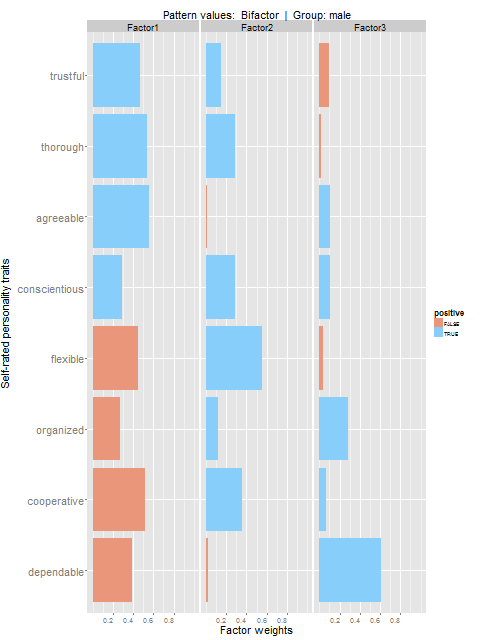 Pattern values: Bifactor | Group: male
Factor1 Factor2 Factor3
trustful
thorough
agreeable
conscientious
flexible
organized
cooperative
dependable
Self-rated personality traits
0.2 0.4 0.6 0.8 0.2 0.4 0.6 0.8 0.2 0.4 0.6 0.8
Factor weights
positive
FALSE
TRUE